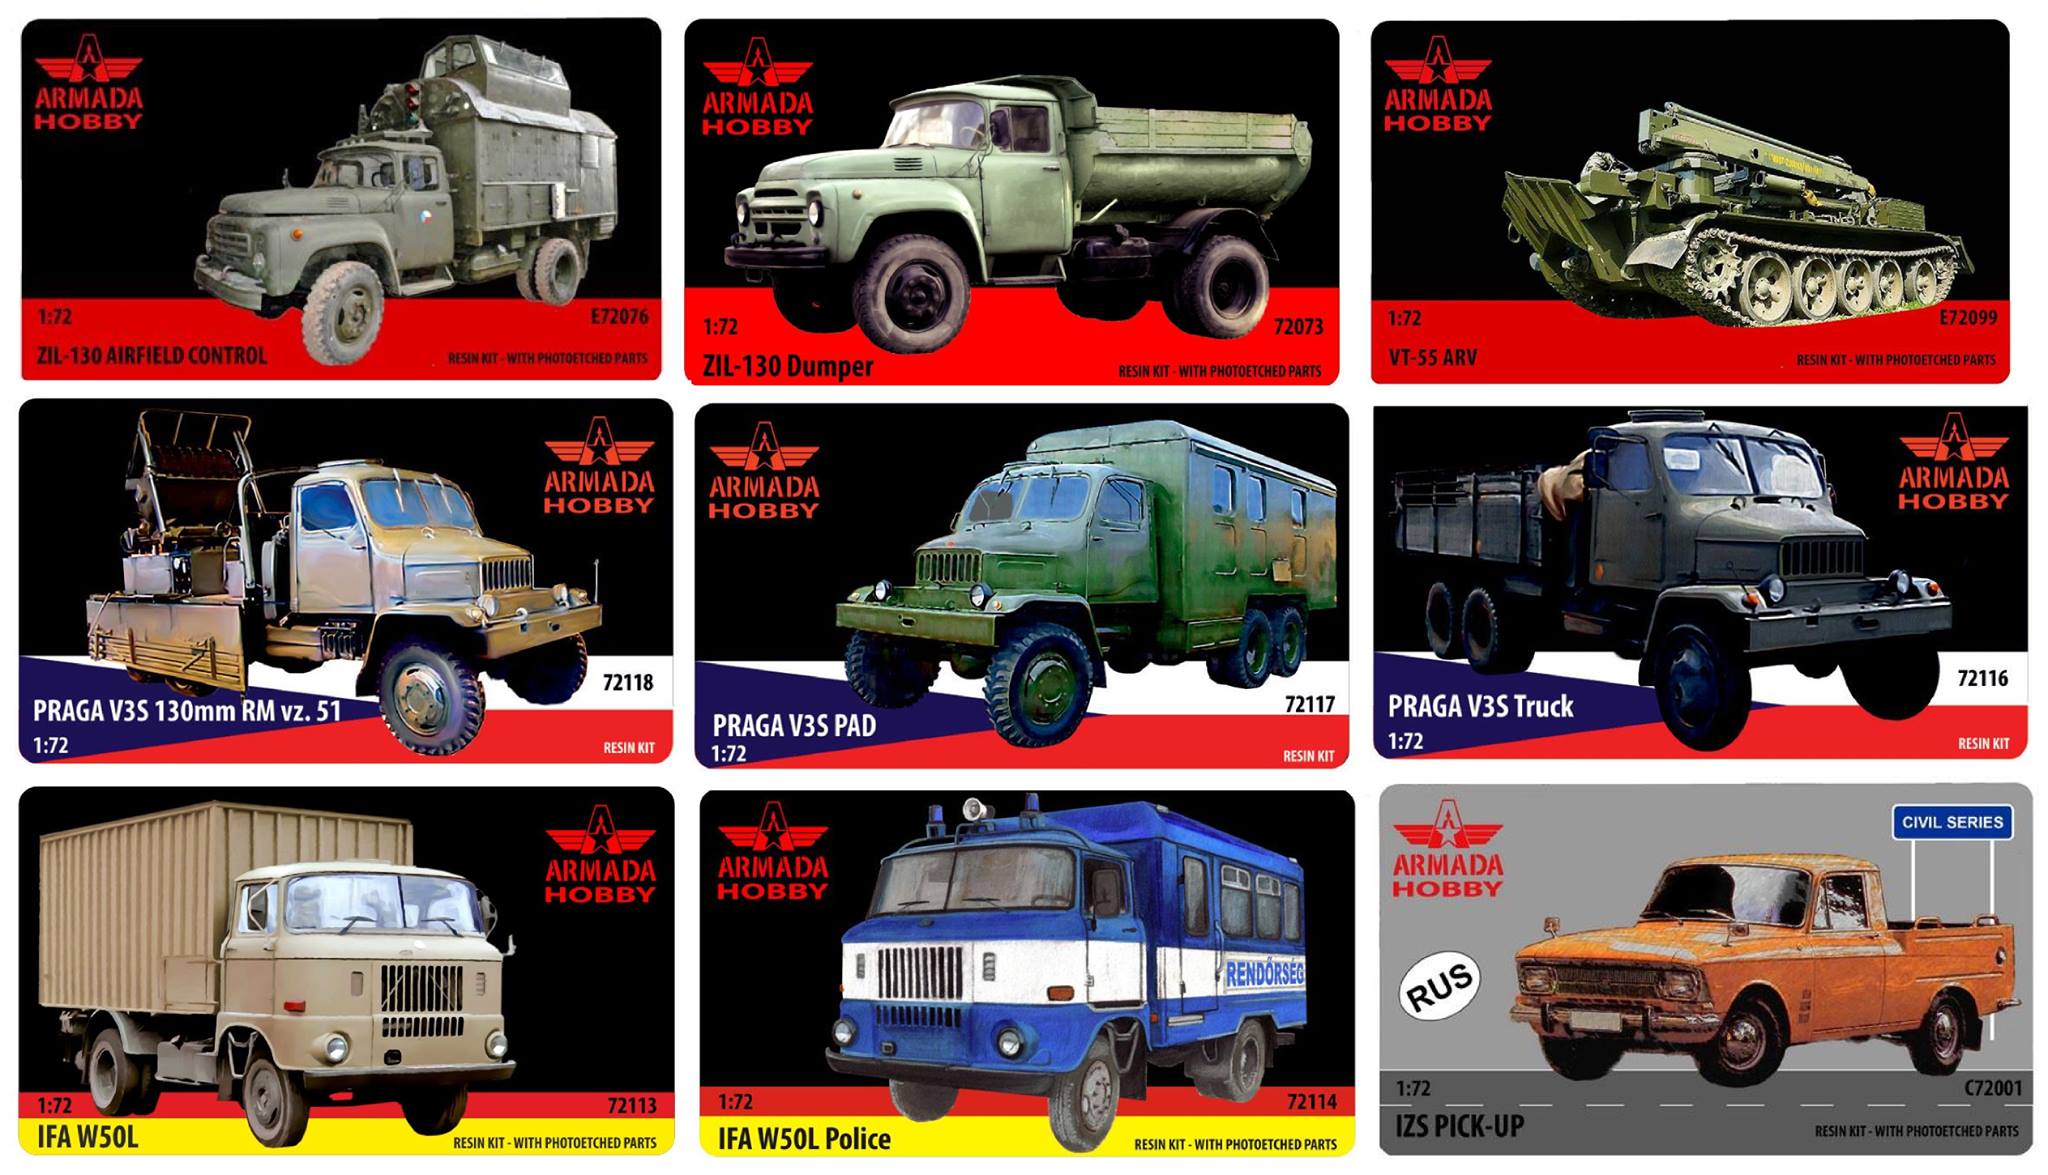 ARMADA
HOBBY
1:72
E72076
ZIL-130 AIRFIELD CONTROL
RESIN KIT - WITH PHOTOETCHED PARTS
ARMADA
HOBBY
1:72
72073
ZIL-130 Dumper
RESIN KIT - WITH PHOTOETCHED PARTS
ARMADA
HOBBY
1:72
E72099
VT-55 ARV
RESIN KIT - WITH PHOTOETCHED PARTS
ARMADA
HOBBY
72118
PRAGA V3S 130mm RM vz. 51
1:72
RESIN KIT
ARMADA
HOBBY
72117
PRAGA V3S PAD
1:72
RESIN KIT
ARMADA
HOBBY
72116
PRAGA V3S Truck
1:72
RESIN KIT
ARMADA
HOBBY
1:72
72113
IFA W50L
RESIN KIT - WITH PHOTOETCHED PARTS
ARMADA
HOBBY
RENDŐRSÉG
1:72
72114
IFA W50L Police
RESIN KIT - WITH PHOTOETCHED PARTS
ARMADA
HOBBY
CIVIL SERIES
RUS
1:72
C72001
IZS PICK-UP
RESIN KIT - WITH PHOTOETCHED PARTS